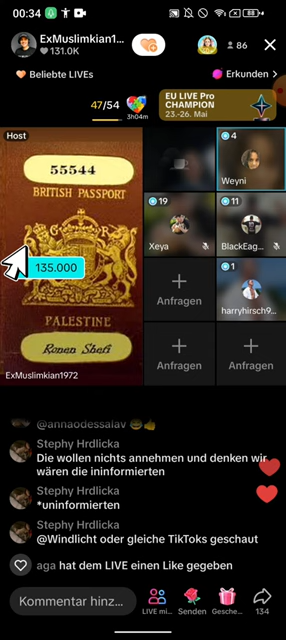 00:34
ExMuslimkian1...
131.0K
86
Beliebte LIVEs
Erkunden
47/54
3h04m
EU LIVE Pro
CHAMPION
23.-26. Mai
Host
55544
BRITISH PASSPORT
PALESTINE
Ronen Shefi
135.000
ExMuslimkian1972
4
Weyni
19
Xeya
11
BlackEag...
Anfragen
1
harryhirsch9...
Anfragen
Anfragen
@annaodessalav 😂👍
Stephy Hrdlicka
Die wollen nichts annehmen und denken wir
wären die ininformierten
Stephy Hrdlicka
*uninformierten
Stephy Hrdlicka
@Windlicht oder gleiche TikToks geschaut
aga hat dem LIVE einen Like gegeben
Kommentar hinz...
LIVE mi...
Senden
Gesche...
134